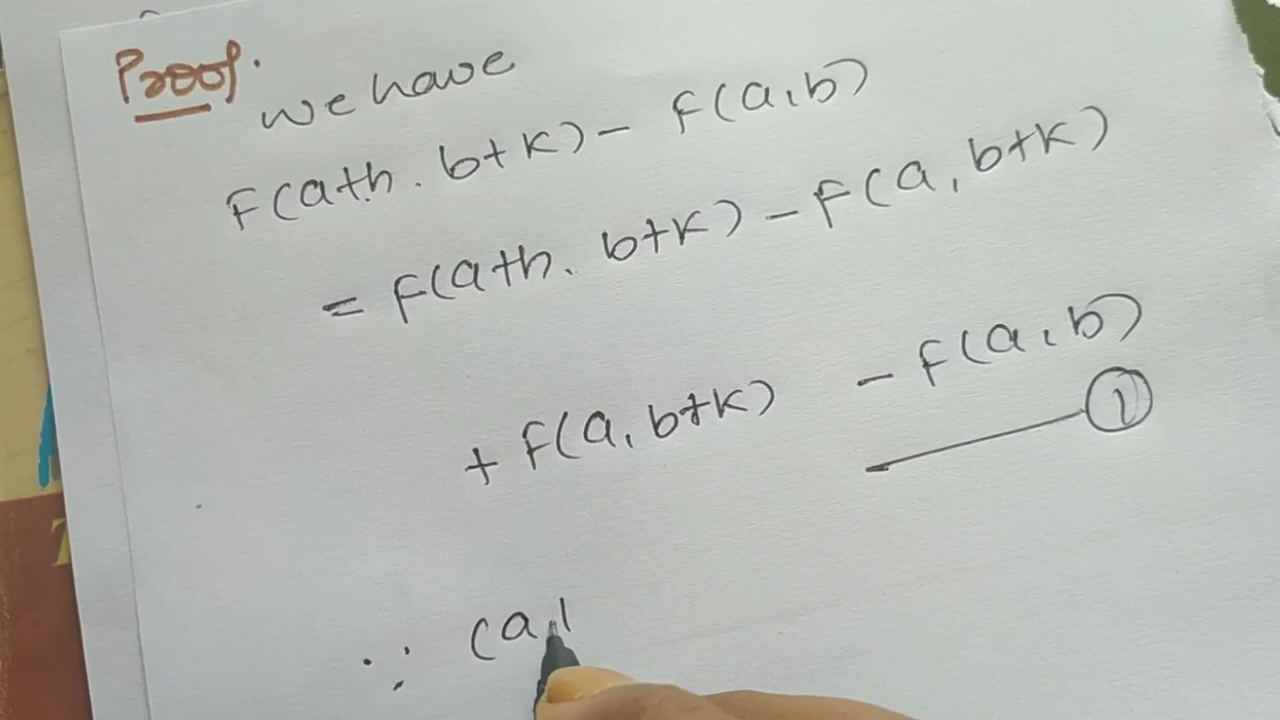 Proof.
we have
F(a+h, b+k) - F(a,b)
= F(a+h, b+k) - F(a, b+k)
+ F(a, b+k) - F(a,b)
①
∵ (a,